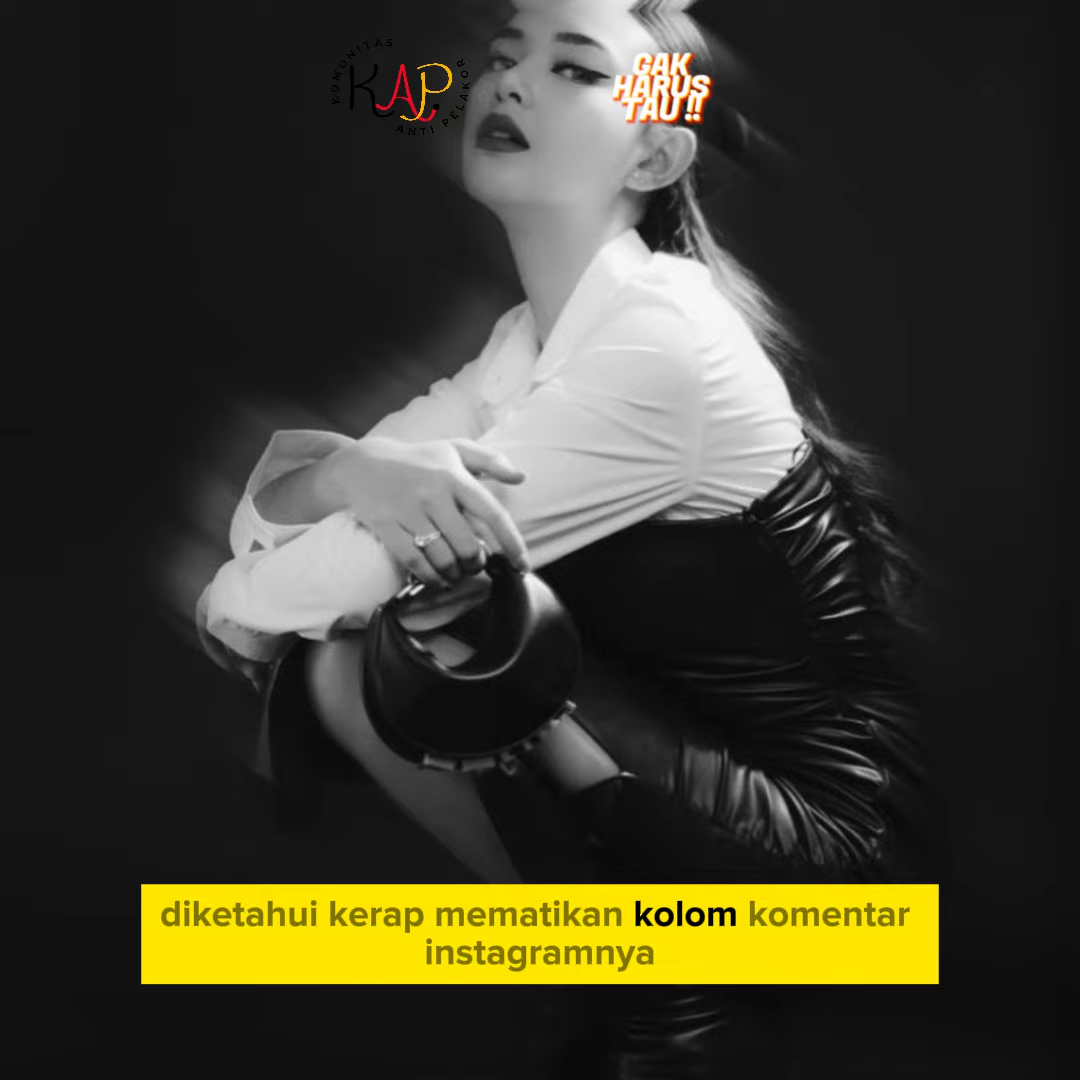 KOMUNITAS
KAP
ANTI PELAKOR
GAK
HARUS
TAU !!
diketahui kerap mematikan kolom komentar
instagramnya